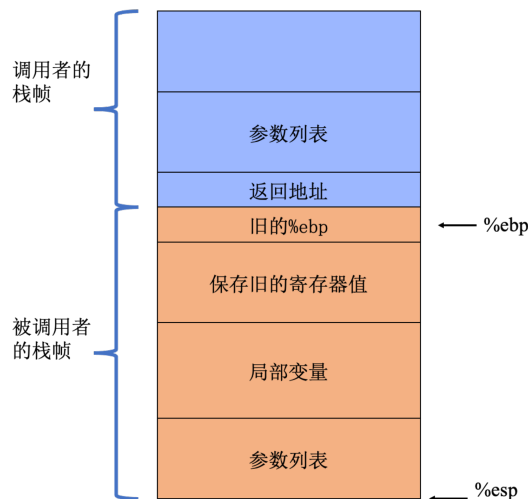 调用者的
栈帧
参数列表
返回地址
旧的%ebp
%ebp
保存旧的寄存器值
被调用者
的栈帧
局部变量
参数列表
%esp